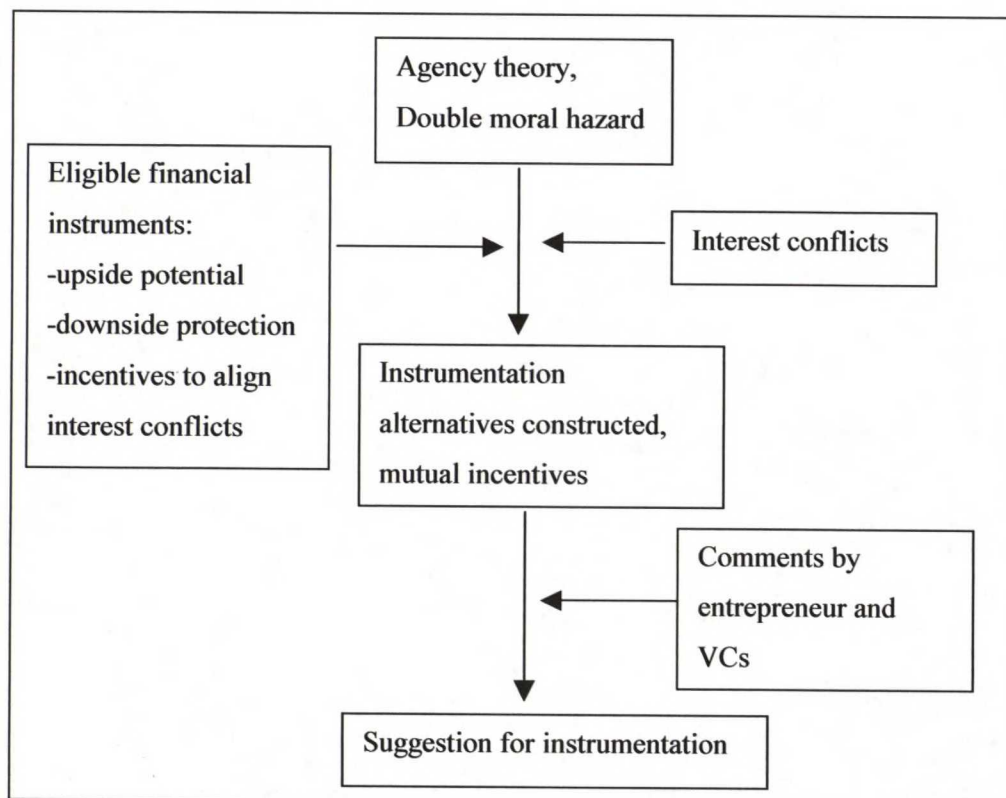 Agency theory,
Double moral hazard
Eligible financial
instruments:
-upside potential
-downside protection
-incentives to align
interest conflicts
Interest conflicts
Instrumentation
alternatives constructed,
mutual incentives
Comments by
entrepreneur and
VCs
Suggestion for instrumentation